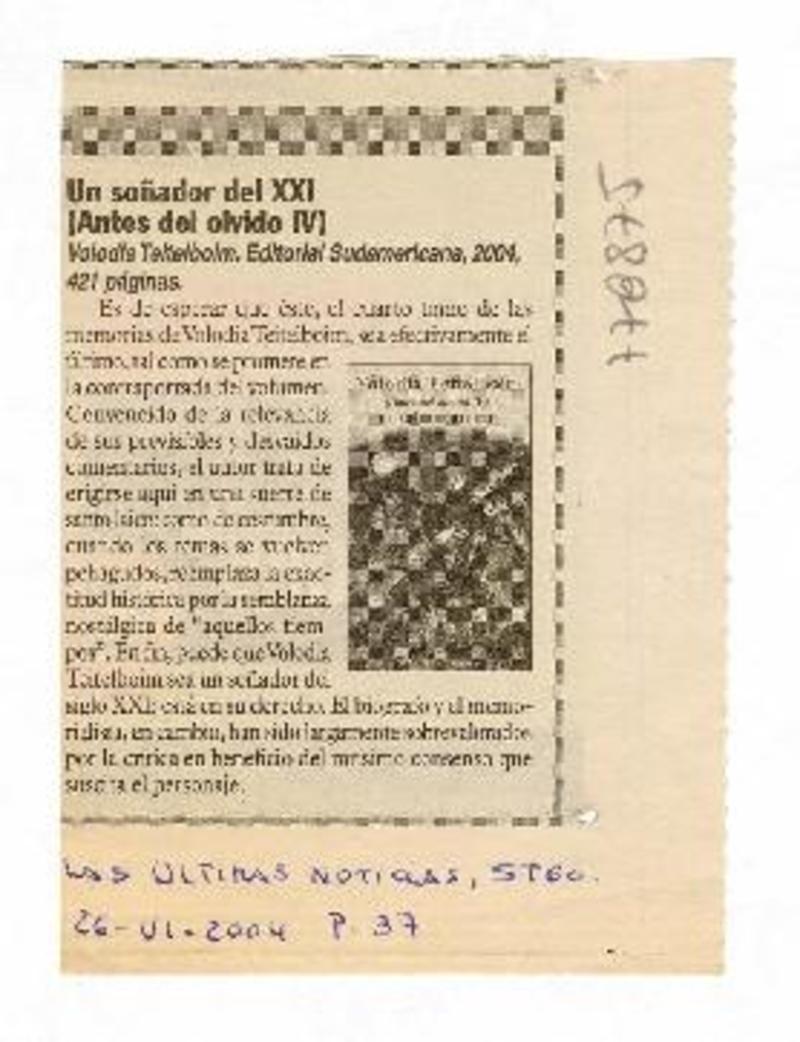 Un soñador del XXI
(Antes del olvido IV)
Volodia Teitelboim. Editorial Sudamericana, 2004,
421 páginas.
Es de esperar que éste, el cuarto tomo de las
memorias de Volodia Teitelboim, sea efectivamente el
último, tal como se promete en
la contraportada del volumen.
Convencido de la relevancia
de sus previsibles y descuidos
comentarios, el autor trata de
erigirse aquí en una suerte de
como de costumbre,
cuando los temas se vuelven
peliagudos, reemplaza la exac-
titud histórica por la semblanza
nostálgica de "aquellos tiem-
pos". En fin, puede que Volodia
Teitelboim sea un soñador del
siglo XXI: está en su derecho. El biógrafo y el memo-
rialista, en cambio, han sido largamente sobrevalorados
por la crítica en beneficio del mismo consenso que
suscita el personaje.
Volodia Teitelboim
LAS ÚLTIMAS NOTICIAS, STGO.
26-VI-2004 P. 37